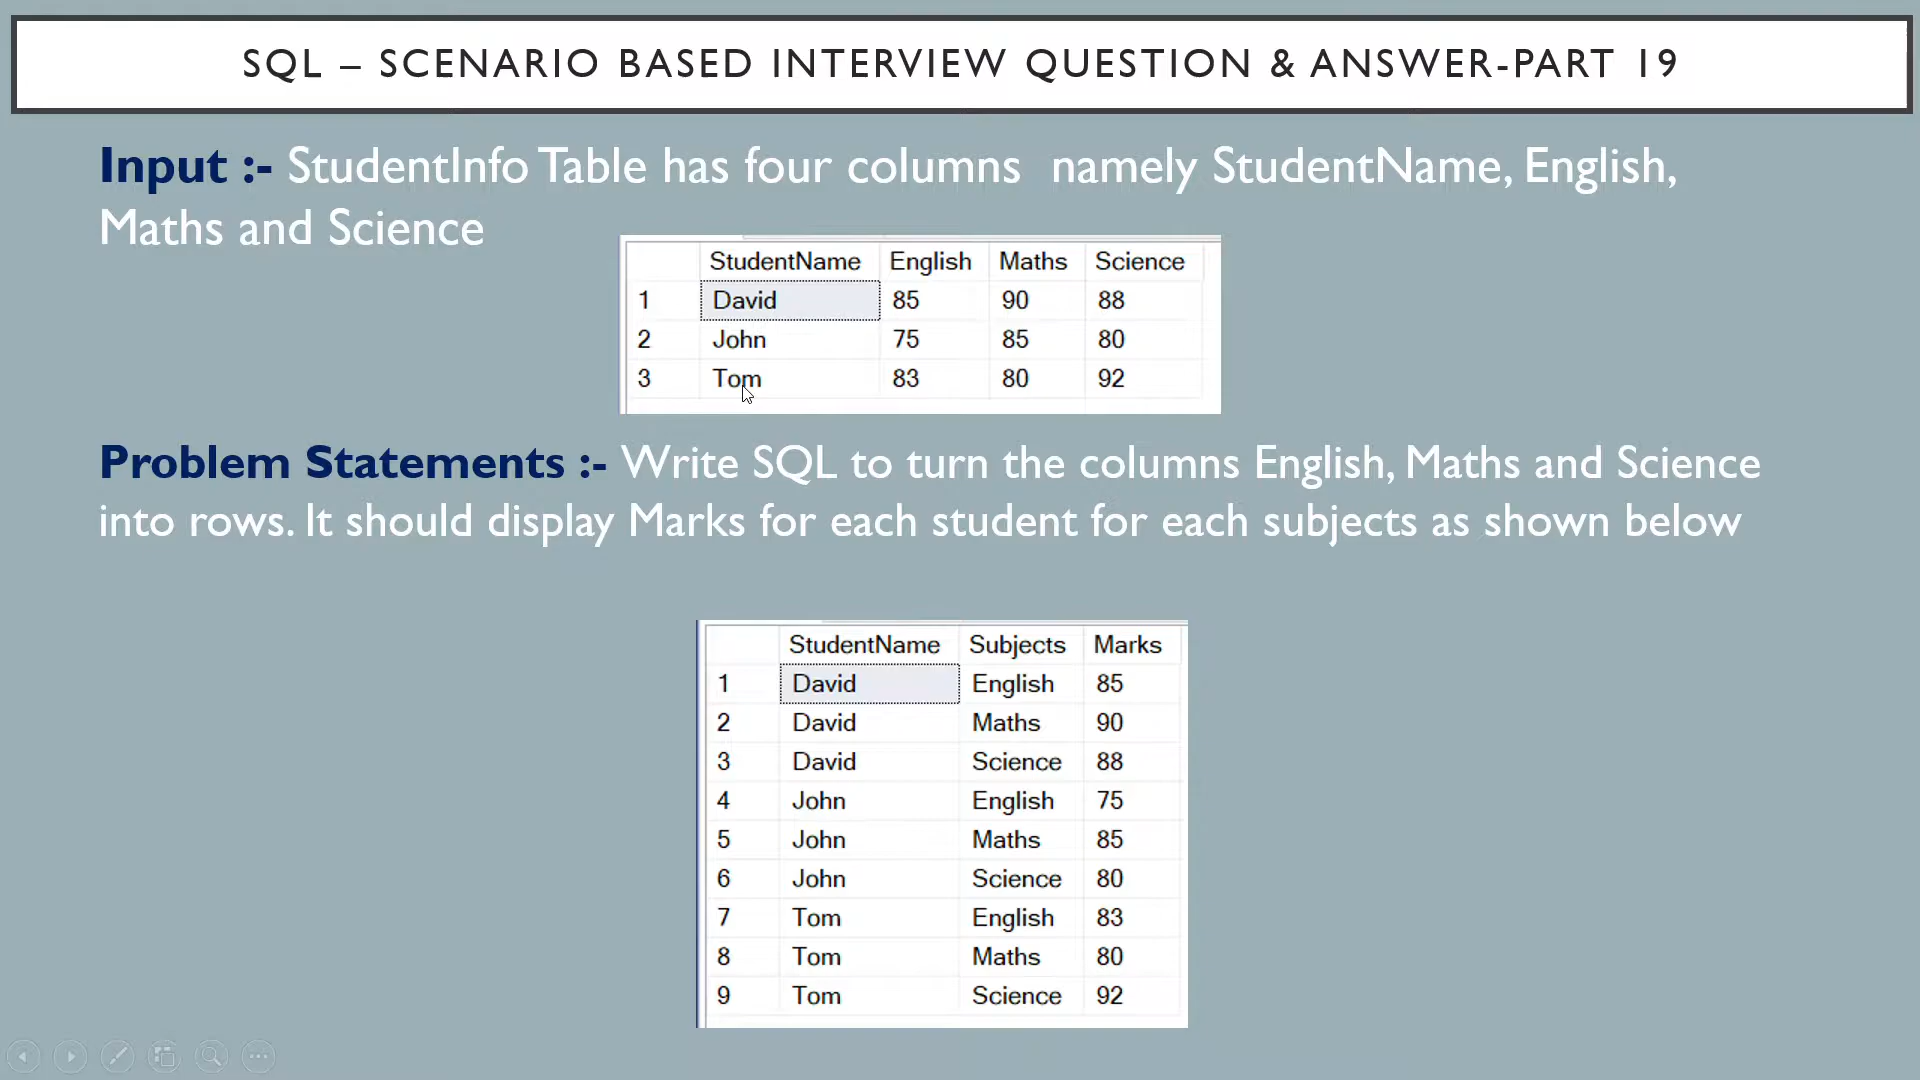 SQL – SCENARIO BASED INTERVIEW QUESTION & ANSWER-PART 19
Input :- StudentInfo Table has four columns namely StudentName, English,
Maths and Science
StudentName English Maths Science
1 David 85 90 88
2 John 75 85 80
3 Tom 83 80 92
Problem Statements :- Write SQL to turn the columns English, Maths and Science
into rows. It should display Marks for each student for each subjects as shown below
StudentName Subjects Marks
1 David English 85
2 David Maths 90
3 David Science 88
4 John English 75
5 John Maths 85
6 John Science 80
7 Tom English 83
8 Tom Maths 80
9 Tom Science 92